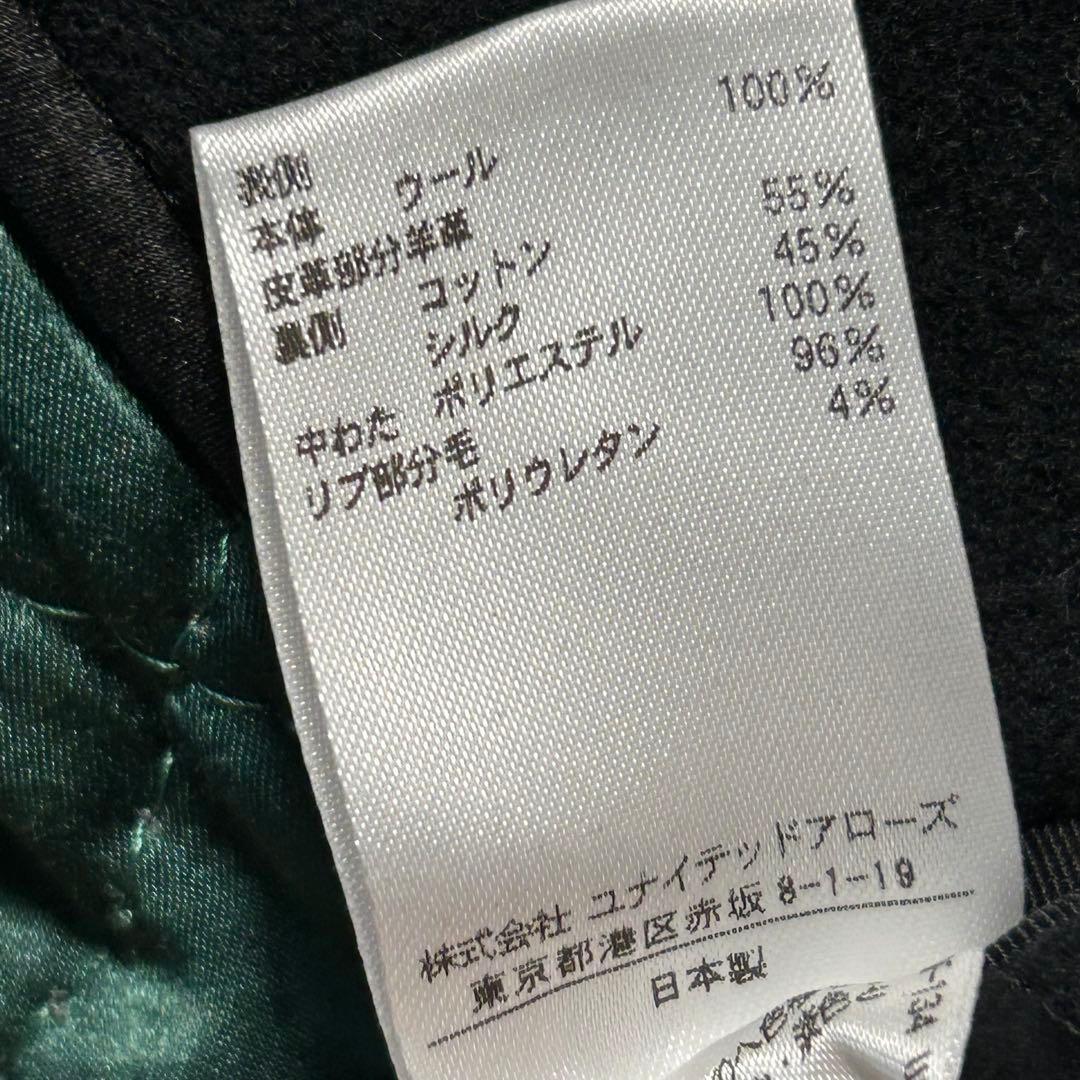 表側
本体 ウール 100%
皮革部分羊革
裏側 コットン 55%
シルク 45%
中わた ポリエステル 100%
リブ部分毛 96%
ポリウレタン 4%
株式会社 ユナイテッドアローズ
東京都港区赤坂8-1-19
日本製